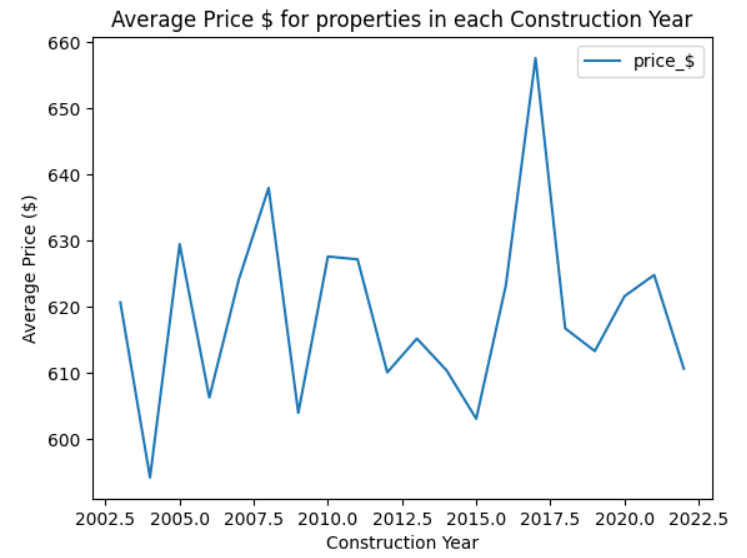 Average Price $ for properties in each Construction Year
price_$
660
650
640
630
620
610
600
Average Price ($)
2002.5 2005.0 2007.5 2010.0 2012.5 2015.0 2017.5 2020.0 2022.5
Construction Year